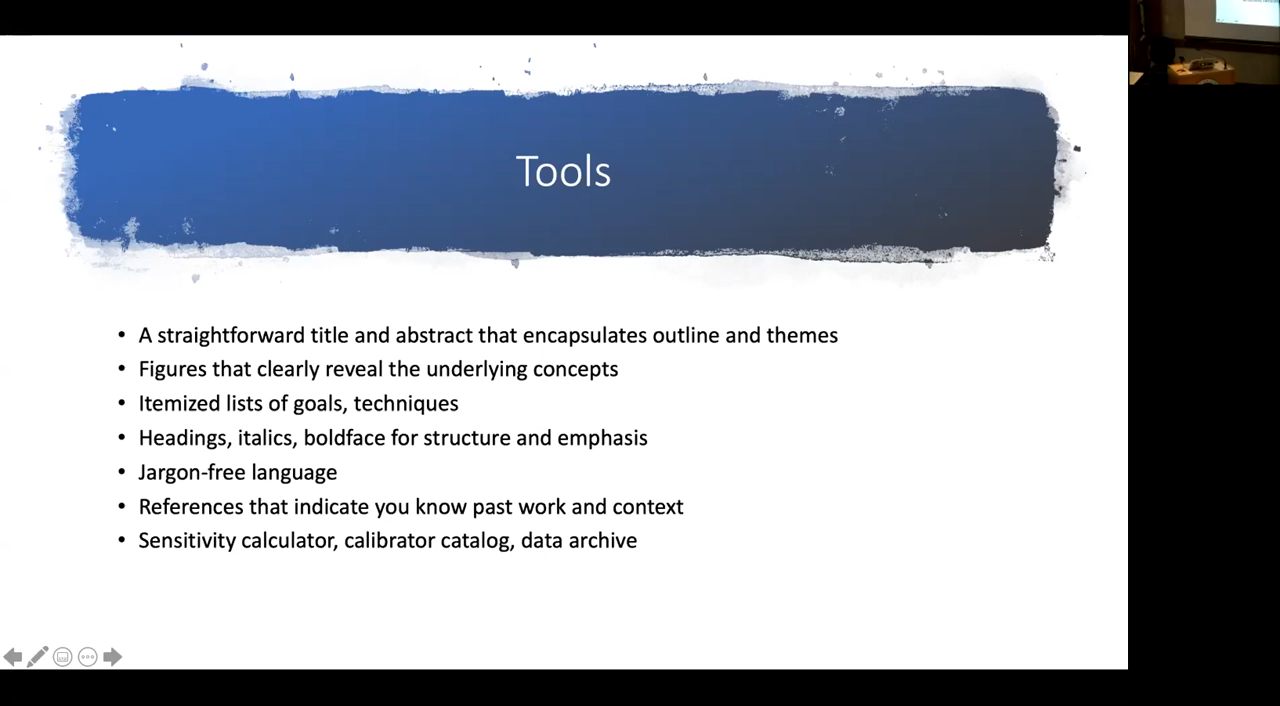 Tools
• A straightforward title and abstract that encapsulates outline and themes
• Figures that clearly reveal the underlying concepts
• Itemized lists of goals, techniques
• Headings, italics, boldface for structure and emphasis
• Jargon-free language
• References that indicate you know past work and context
• Sensitivity calculator, calibrator catalog, data archive